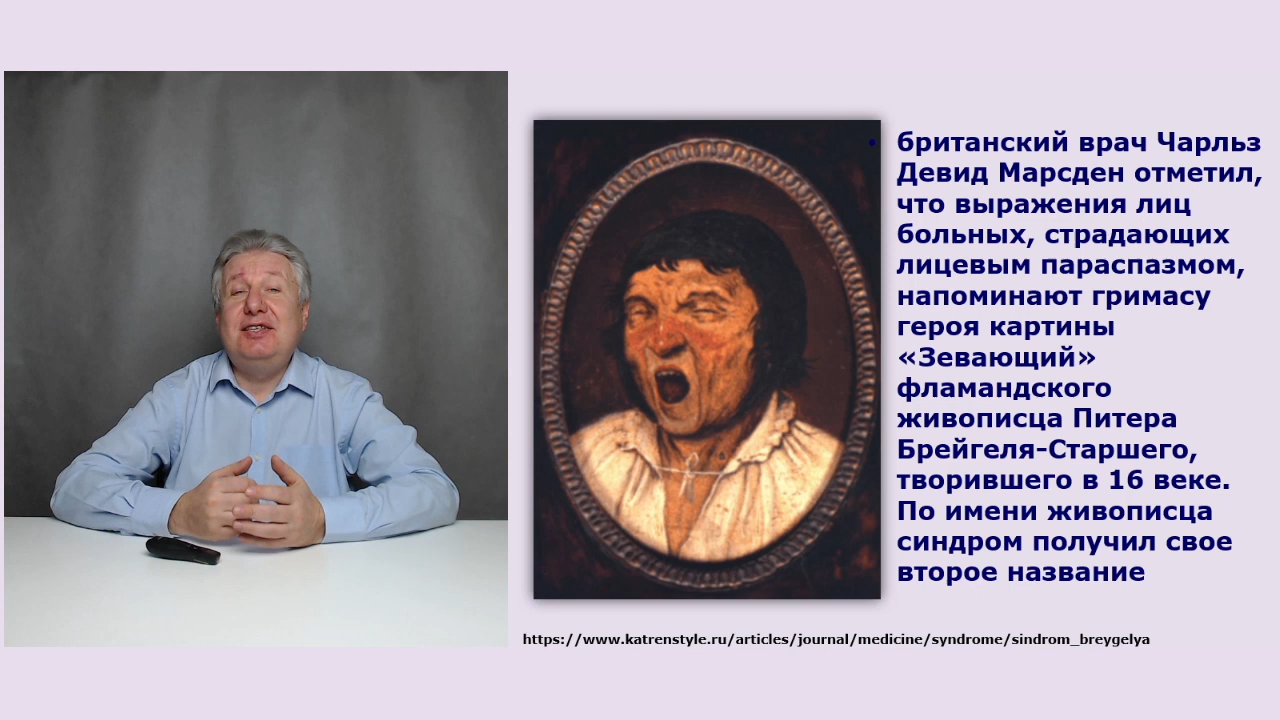 • британский врач Чарльз
Девид Марсден отметил,
что выражения лиц
больных, страдающих
лицевым параспазмом,
напоминают гримасу
героя картины
«Зевающий»
фламандского
живописца Питера
Брейгеля-Старшего,
творившего в 16 веке.
По имени живописца
синдром получил свое
второе название
https://www.katrenstyle.ru/articles/journal/medicine/syndrome/sindrom_breygelya